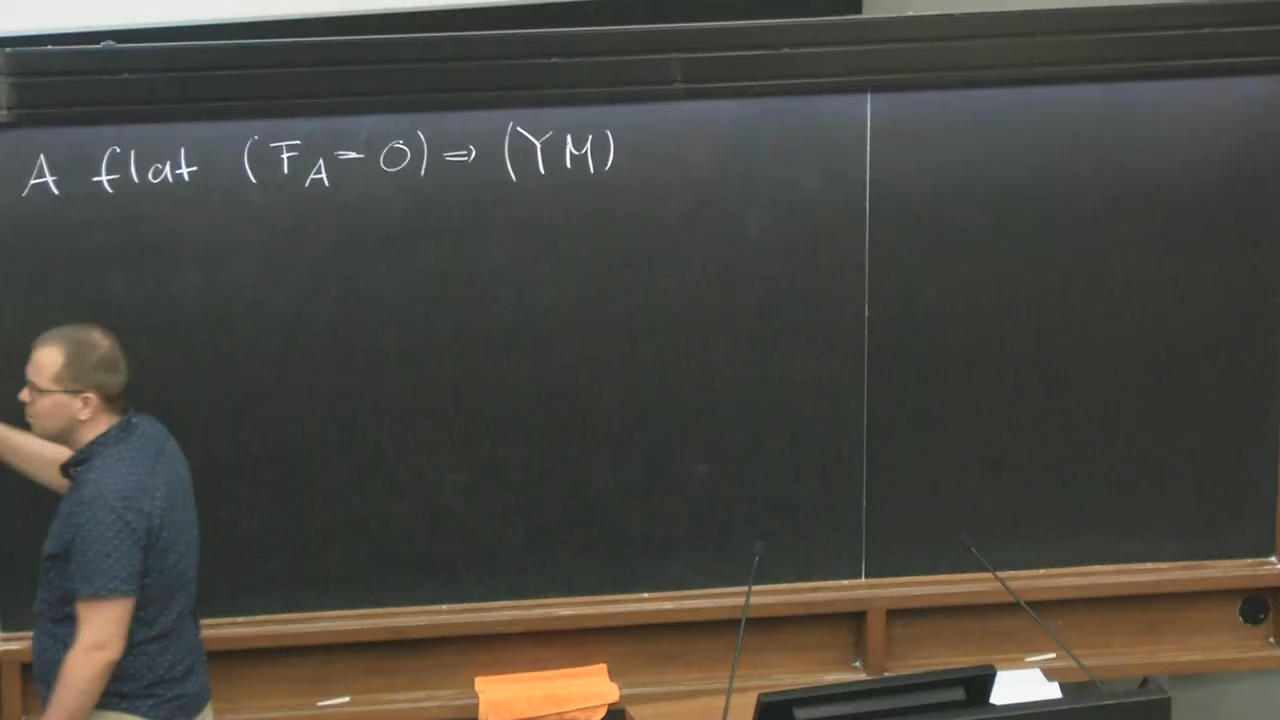 A flat (F_A = 0) ⇒ (YM)